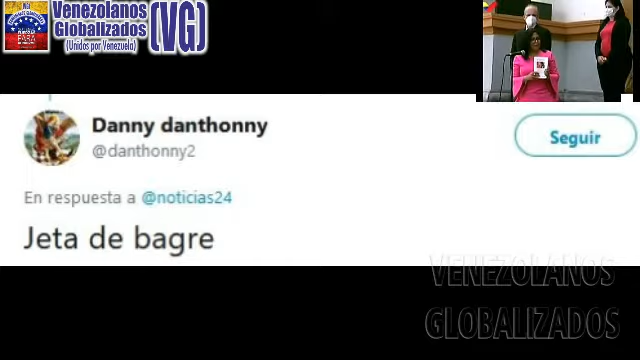 Venezolanos
Globalizados
(Unidos por Venezuela)
(VG)
Danny danthonny
@danthonny2
Seguir
En respuesta a @noticias24
Jeta de bagre
VENEZOLANOS
GLOBALIZADOS